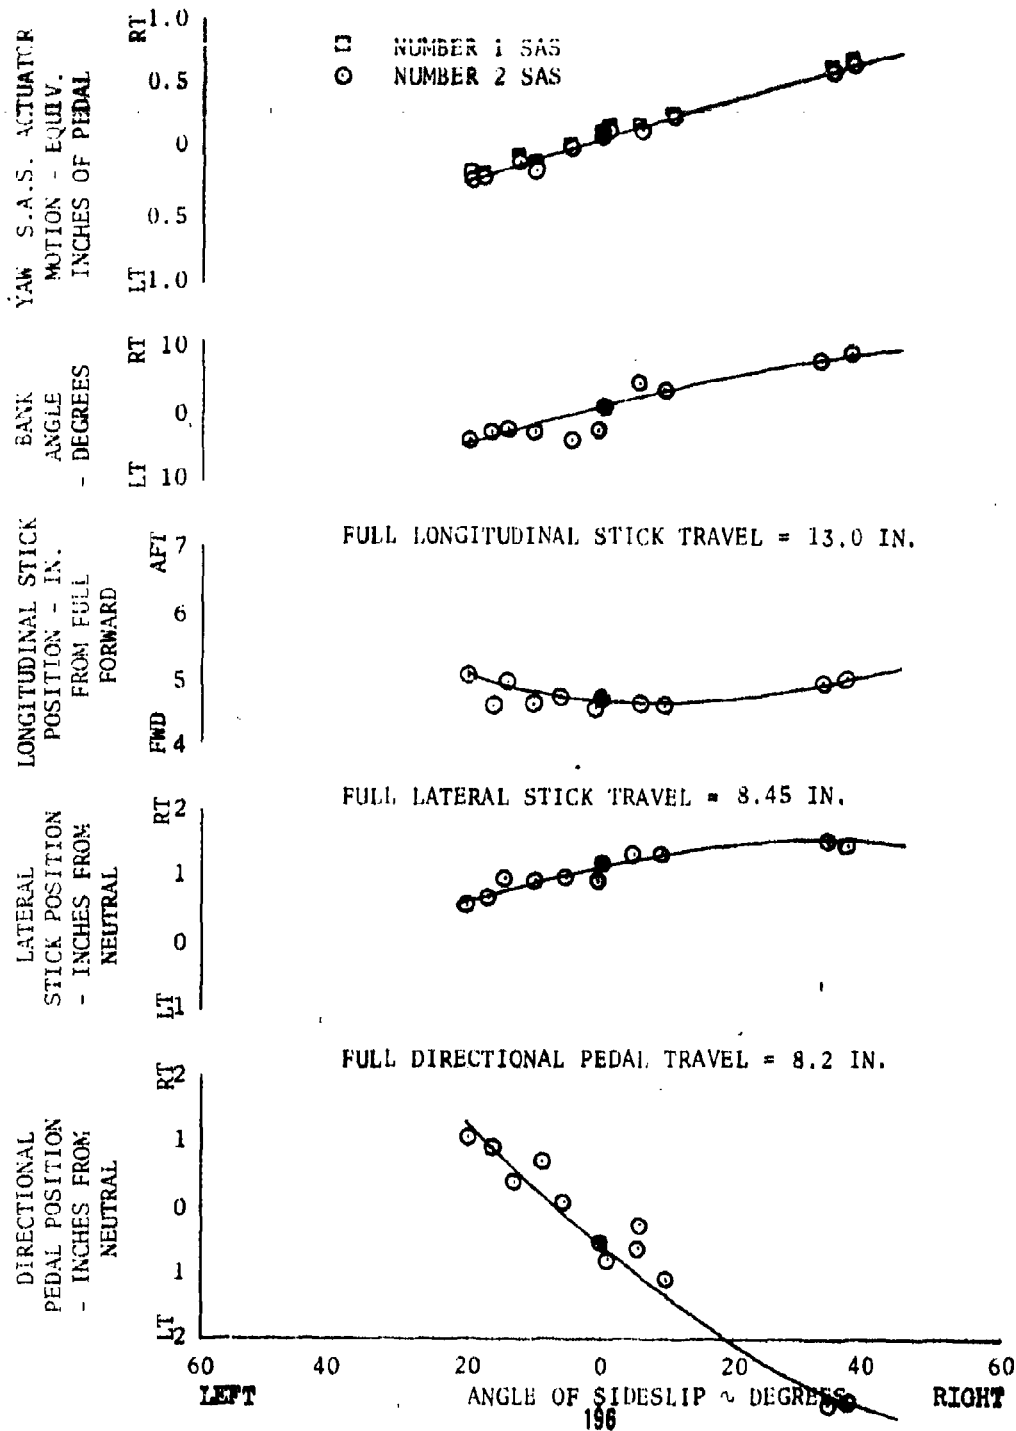 NUMBER 1 SAS
NUMBER 2 SAS
YAW S.A.S. ACTUATOR
MOTION - EQUIV.
INCHES OF PEDAL
RT
1.0
0.5
0
0.5
1.0
LT
BANK
ANGLE
- DEGREES
RT
10
0
10
LT
FULL LONGITUDINAL STICK TRAVEL = 13.0 IN.
LONGITUDINAL STICK
POSITION - IN.
FROM FULL
FORWARD
AFT
7
6
5
4
FWD
FULL LATERAL STICK TRAVEL = 8.45 IN.
LATERAL
STICK POSITION
- INCHES FROM
NEUTRAL
RT
2
1
0
1
LT
FULL DIRECTIONAL PEDAL TRAVEL = 8.2 IN.
DIRECTIONAL
PEDAL POSITION
- INCHES FROM
NEUTRAL
RT
2
1
0
1
2
LT
60 40 20 0 20 40 60
LEFT ANGLE OF SIDESLIP ~ DEGREES RIGHT
196